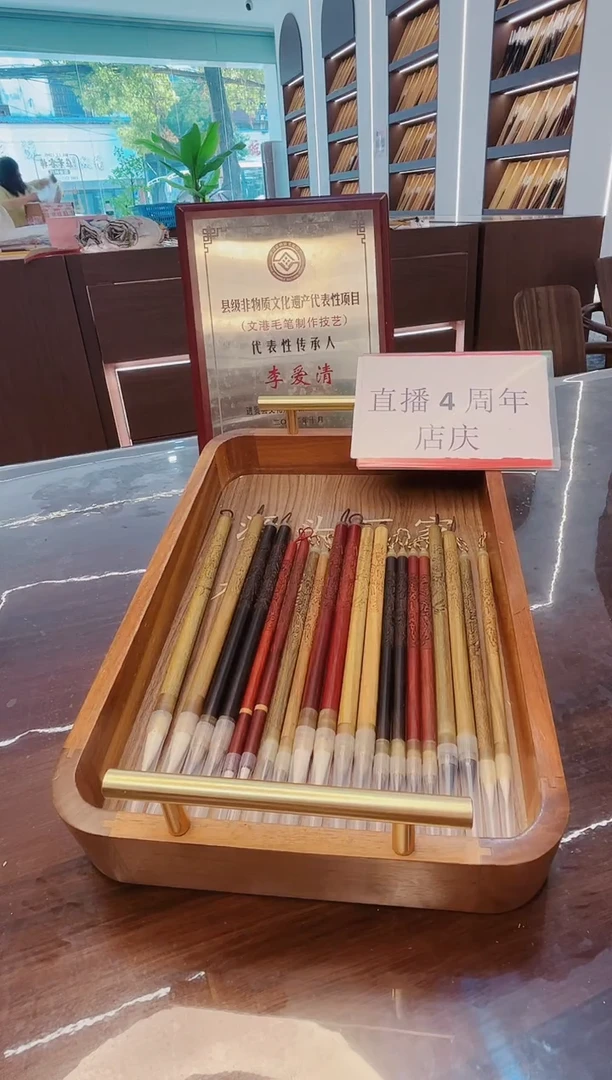 县级非物质文化遗产代表性项目
（文港毛笔制作技艺）
代表性传承人
李爱清
直播 4 周年
店庆